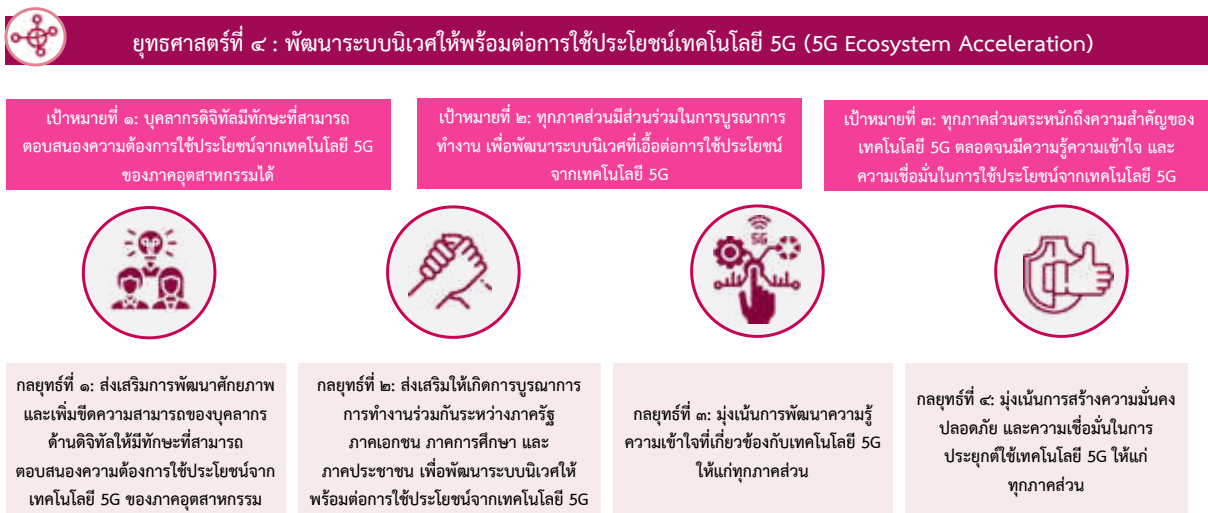 ยุทธศาสตร์ที่ ๔ : พัฒนาระบบนิเวศให้พร้อมต่อการใช้ประโยชน์เทคโนโลยี 5G (5G Ecosystem Acceleration)
เป้าหมายที่ ๑: บุคลากรดิจิทัลมีทักษะที่สามารถ
ตอบสนองความต้องการใช้ประโยชน์จากเทคโนโลยี 5G
ของภาคอุตสาหกรรมได้
เป้าหมายที่ ๒: ทุกภาคส่วนมีส่วนร่วมในการบูรณาการ
ทำงาน เพื่อพัฒนาระบบนิเวศที่เอื้อต่อการใช้ประโยชน์
จากเทคโนโลยี 5G
เป้าหมายที่ ๓: ทุกภาคส่วนตระหนักถึงความสำคัญของ
เทคโนโลยี 5G ตลอดจนมีความรู้ความเข้าใจ และ
ความเชื่อมั่นในการใช้ประโยชน์จากเทคโนโลยี 5G
5G
กลยุทธ์ที่ ๑: ส่งเสริมการพัฒนาศักยภาพ
และเพิ่มขีดความสามารถของบุคลากร
ด้านดิจิทัลให้มีทักษะที่สามารถ
ตอบสนองความต้องการใช้ประโยชน์จาก
เทคโนโลยี 5G ของภาคอุตสาหกรรม
กลยุทธ์ที่ ๒: ส่งเสริมให้เกิดการบูรณาการ
การทำงานร่วมกันระหว่างภาครัฐ
ภาคเอกชน ภาคการศึกษา และ
ภาคประชาชน เพื่อพัฒนาระบบนิเวศให้
พร้อมต่อการใช้ประโยชน์จากเทคโนโลยี 5G
กลยุทธ์ที่ ๓: มุ่งเน้นการพัฒนาความรู้
ความเข้าใจที่เกี่ยวข้องกับเทคโนโลยี 5G
ให้แก่ทุกภาคส่วน
กลยุทธ์ที่ ๔: มุ่งเน้นการสร้างความมั่นคง
ปลอดภัย และความเชื่อมั่นในการ
ประยุกต์ใช้เทคโนโลยี 5G ให้แก่
ทุกภาคส่วน